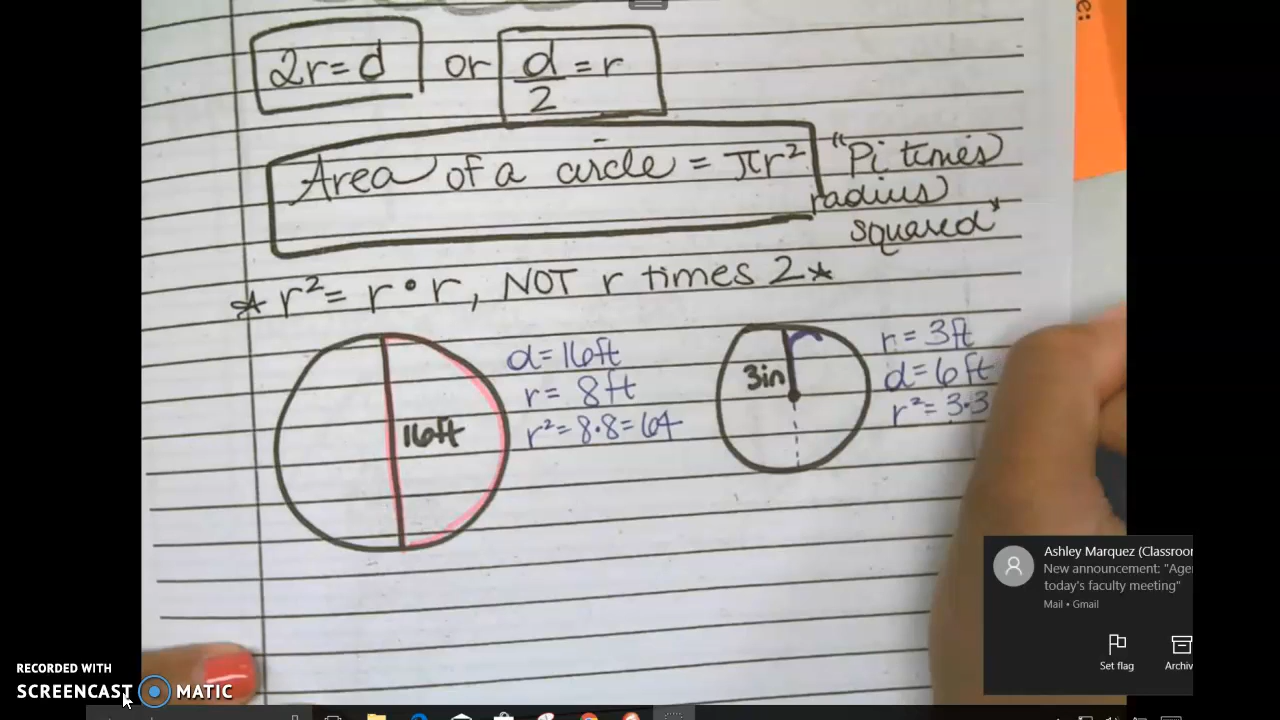 2r = d or d/2 = r
Area of a circle = πr² "Pi times
radius
squared"
* r² = r • r, NOT r times 2 *
d = 16ft
r = 8ft
r² = 8•8 = 64
16ft
r = 3ft
d = 6ft
r² = 3•3
3in
Ashley Marquez (Classroor
New announcement: "Age
today's faculty meeting"
Mail • Gmail
Set flag
Archiv
RECORDED WITH
SCREENCAST MATIC